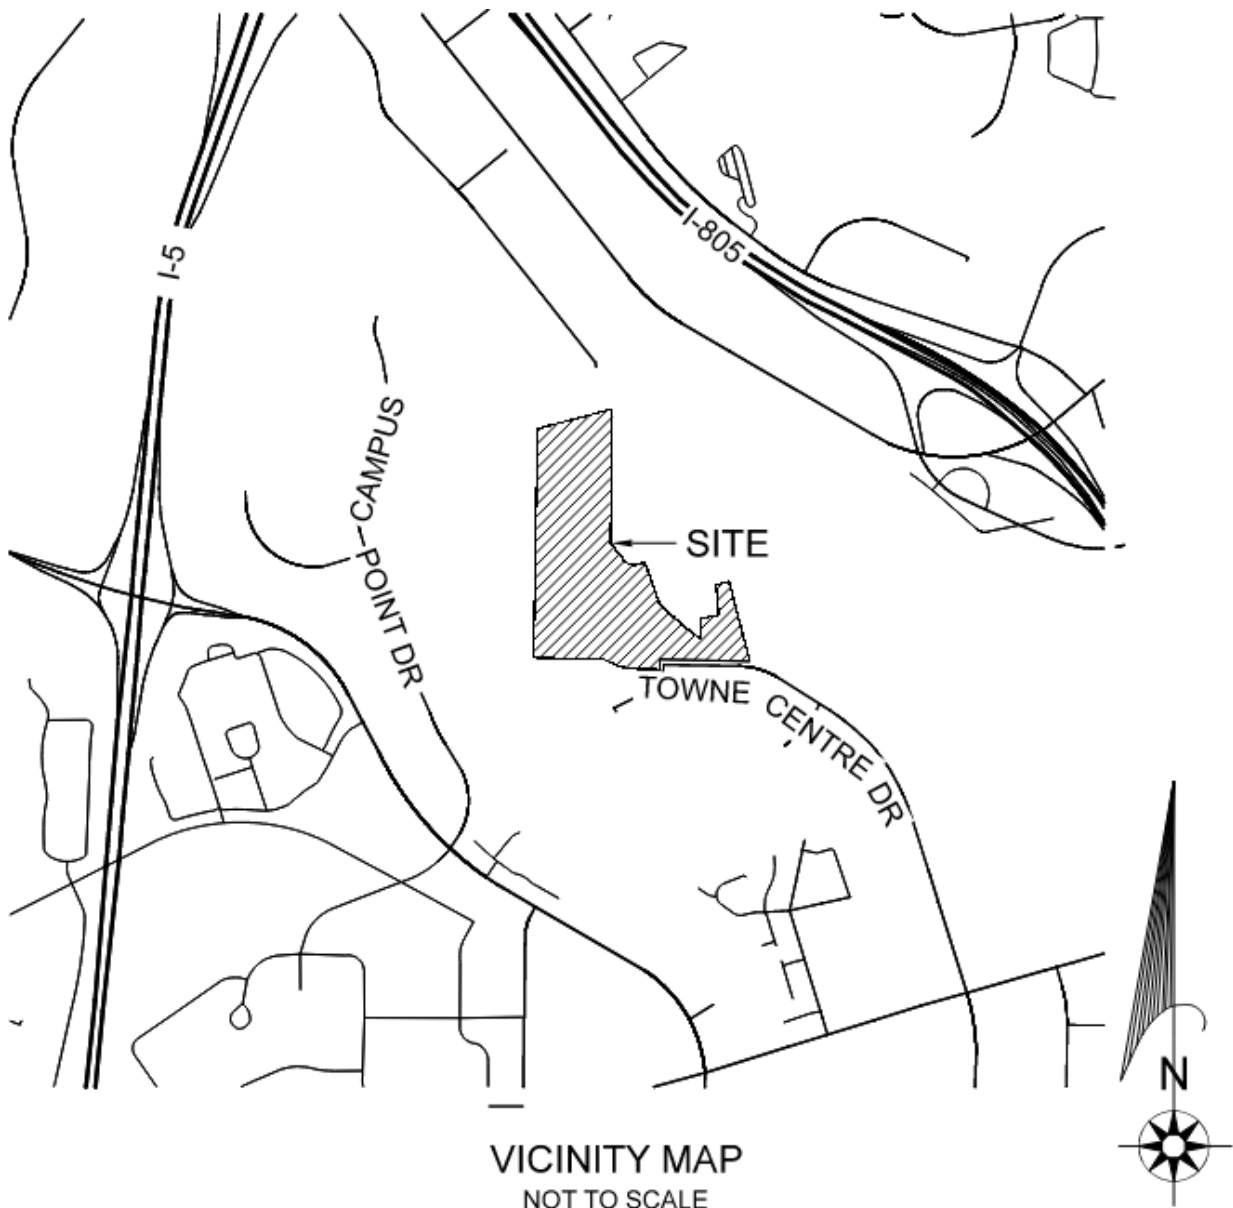 I-5
I-805
CAMPUS
POINT DR
SITE
TOWNE CENTRE DR
N
VICINITY MAP
NOT TO SCALE